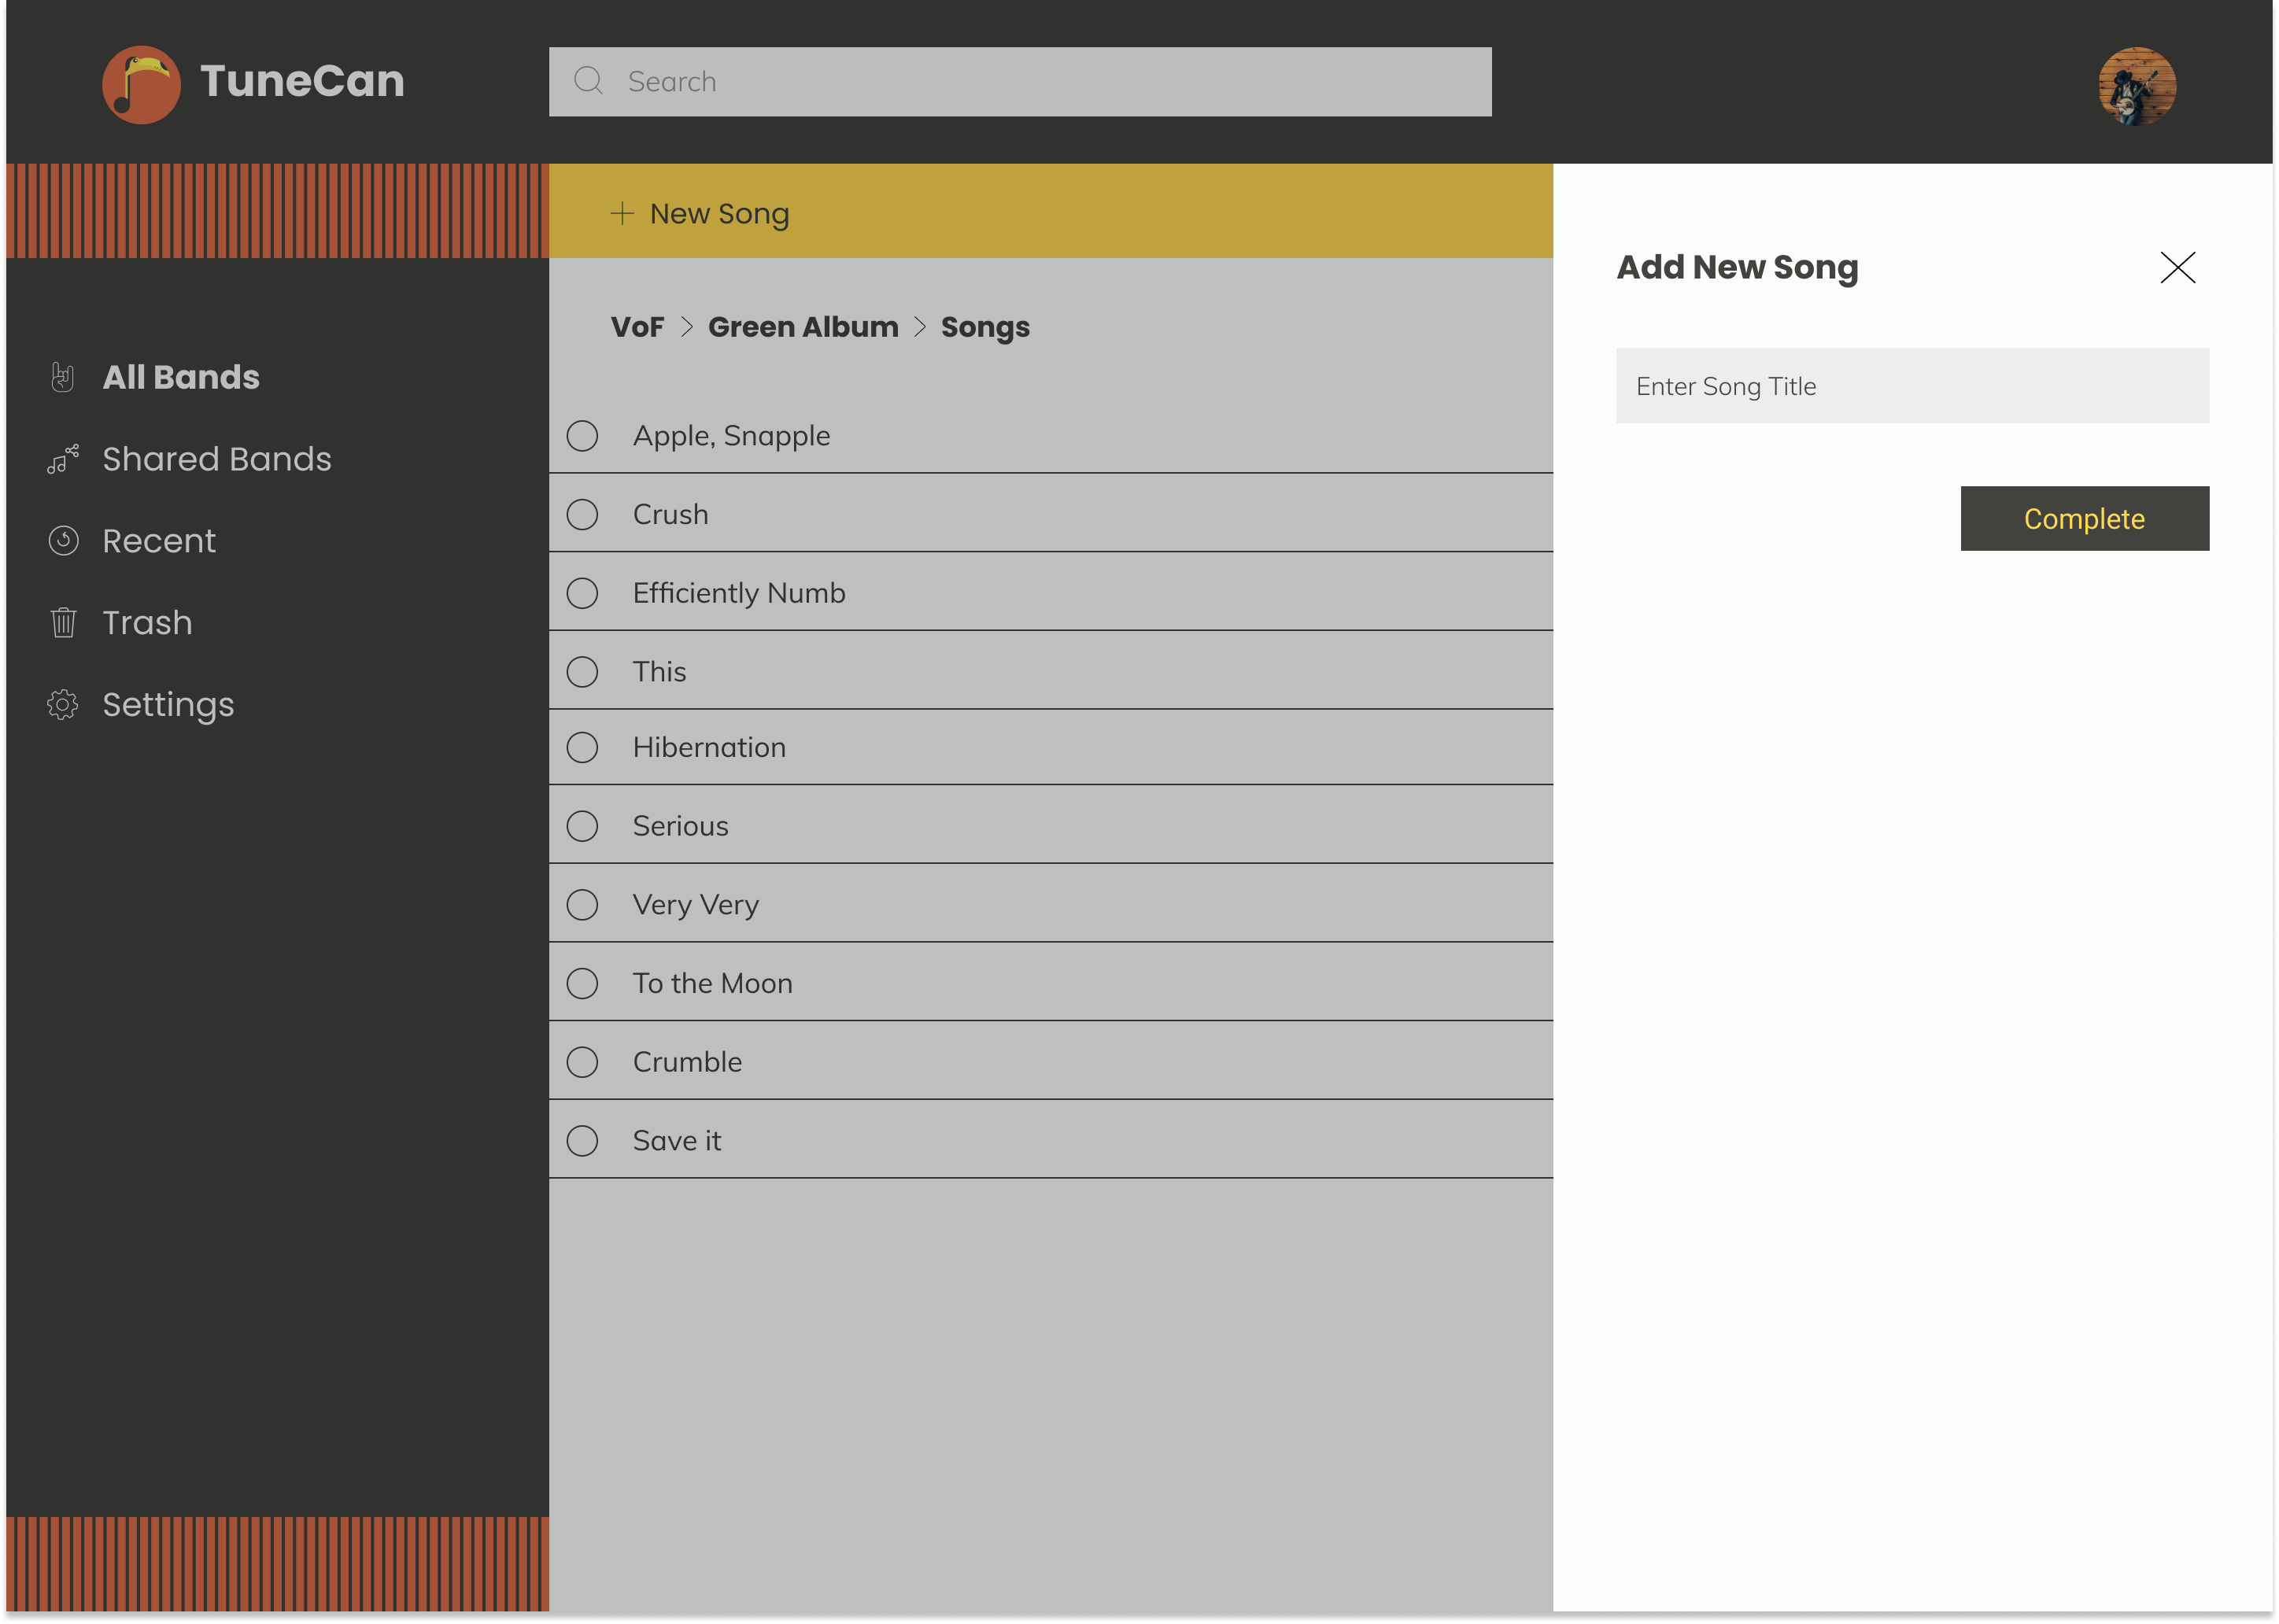 TuneCan
Search
New Song
VoF > Green Album > Songs
All Bands
Shared Bands
Recent
Trash
Settings
Apple, Snapple
Crush
Efficiently Numb
This
Hibernation
Serious
Very Very
To the Moon
Crumble
Save it
Add New Song
Enter Song Title
Complete